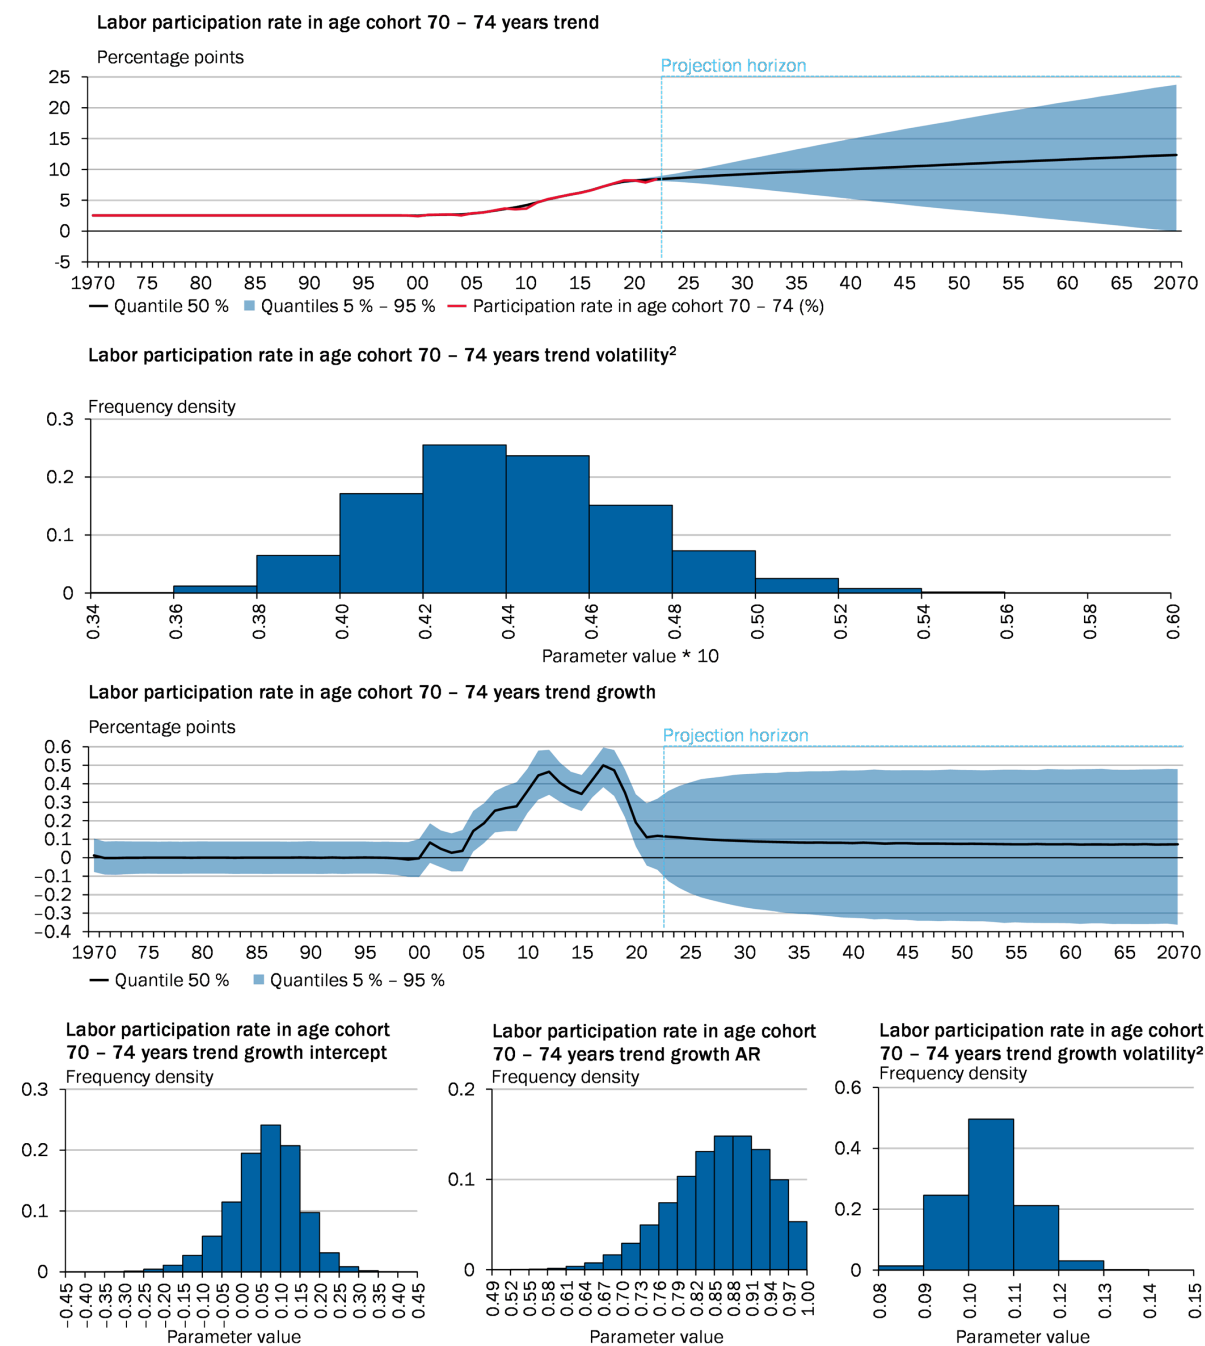 Labor participation rate in age cohort 70 – 74 years trend
Percentage points
Projection horizon
25
20
15
10
5
0
-5
1970 75 80 85 90 95 00 05 10 15 20 25 30 35 40 45 50 55 60 65 2070
Quantile 50 % Quantiles 5 % – 95 % Participation rate in age cohort 70 – 74 (%)
Labor participation rate in age cohort 70 – 74 years trend volatility²
Frequency density
0.3
0.2
0.1
0
0.34 0.36 0.38 0.40 0.42 0.44 0.46 0.48 0.50 0.52 0.54 0.56 0.58 0.60
Parameter value * 10
Labor participation rate in age cohort 70 – 74 years trend growth
Percentage points
Projection horizon
0.6
0.5
0.4
0.3
0.2
0.1
0
−0.1
−0.2
−0.3
−0.4
1970 75 80 85 90 95 00 05 10 15 20 25 30 35 40 45 50 55 60 65 2070
Quantile 50 % Quantiles 5 % – 95 %
Labor participation rate in age cohort
70 – 74 years trend growth intercept
Frequency density
0.3
0.2
0.1
0
−0.45 −0.40 −0.35 −0.30 −0.25 −0.20 −0.15 −0.10 −0.05 0.00 0.05 0.10 0.15 0.20 0.25 0.30 0.35 0.40 0.45
Parameter value
Labor participation rate in age cohort
70 – 74 years trend growth AR
Frequency density
0.2
0.1
0
0.49 0.52 0.55 0.58 0.61 0.64 0.67 0.70 0.73 0.76 0.79 0.82 0.85 0.88 0.91 0.94 0.97 1.00
Parameter value
Labor participation rate in age cohort
70 – 74 years trend growth volatility²
Frequency density
0.6
0.4
0.2
0
0.08 0.09 0.10 0.11 0.12 0.13 0.14 0.15
Parameter value